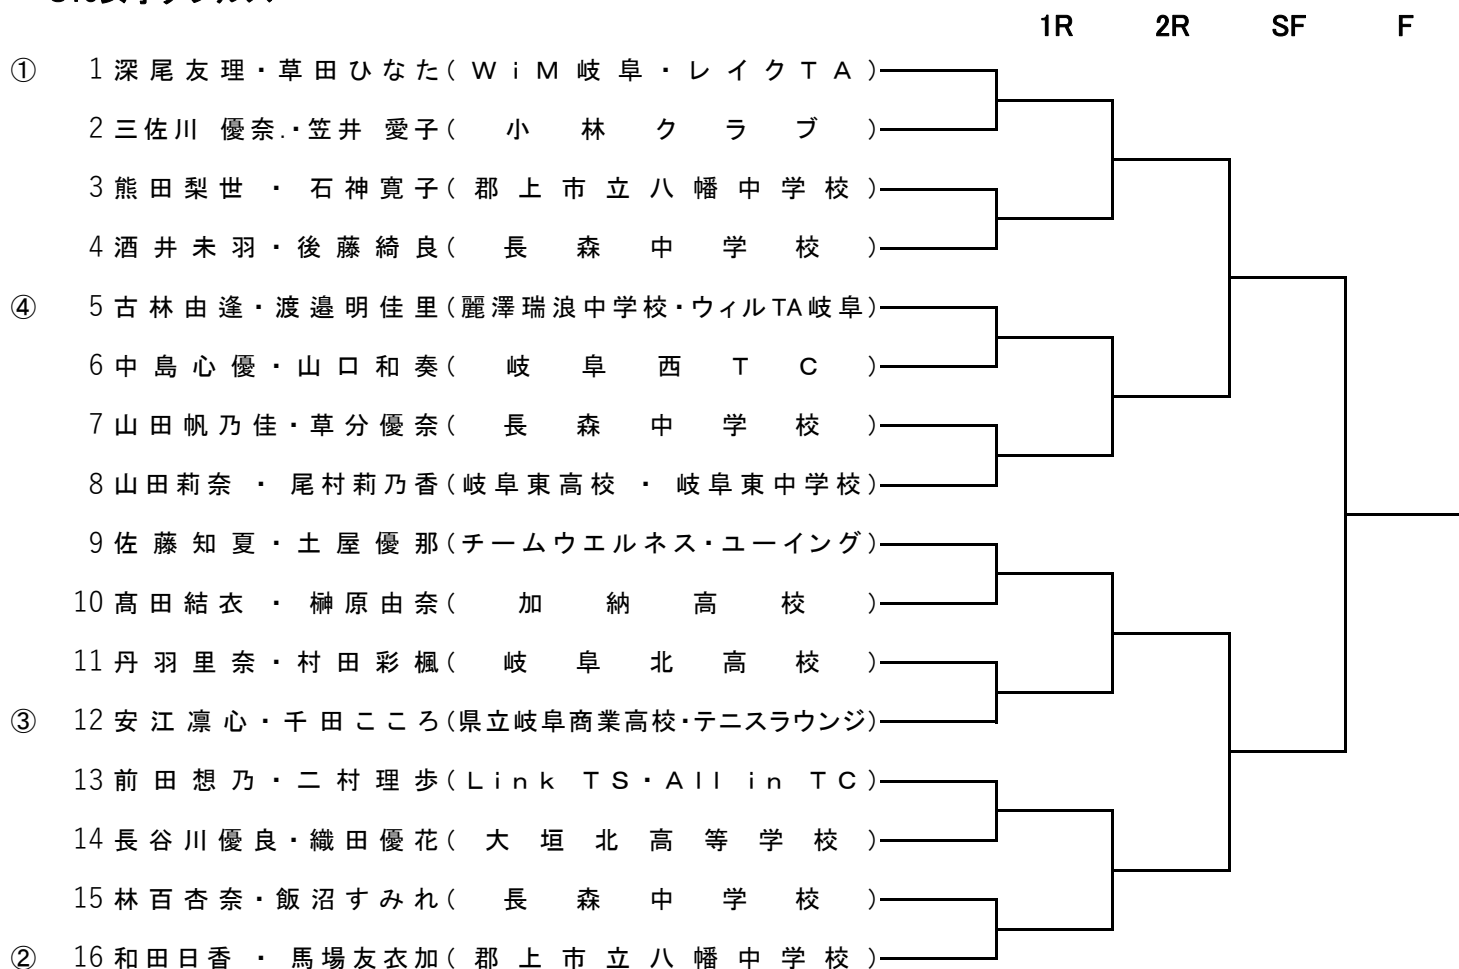 1R 2R SF F
① 1 深尾友理・草田ひなた(WiM岐阜・レイクTA)
2 三佐川 優奈.・笠井 愛子(小林クラブ)
3 熊田梨世・石神寛子(郡上市立八幡中学校)
4 酒井未羽・後藤綺良(長森中学校)
④ 5 古林由逢・渡邉明佳里(麗澤瑞浪中学校・ウィルTA岐阜)
6 中島心優・山口和奏(岐阜西TC)
7 山田帆乃佳・草分優奈(長森中学校)
8 山田莉奈・尾村莉乃香(岐阜東高校・岐阜東中学校)
9 佐藤知夏・土屋優那(チームウエルネス・ユーイング)
10 髙田結衣・榊原由奈(加納高校)
11 丹羽里奈・村田彩楓(岐阜北高校)
③ 12 安江凛心・千田こころ(県立岐阜商業高校・テニスラウンジ)
13 前田想乃・二村理歩(Link TS・All in TC)
14 長谷川優良・織田優花(大垣北高等学校)
15 林百杏奈・飯沼すみれ(長森中学校)
② 16 和田日香・馬場友衣加(郡上市立八幡中学校)